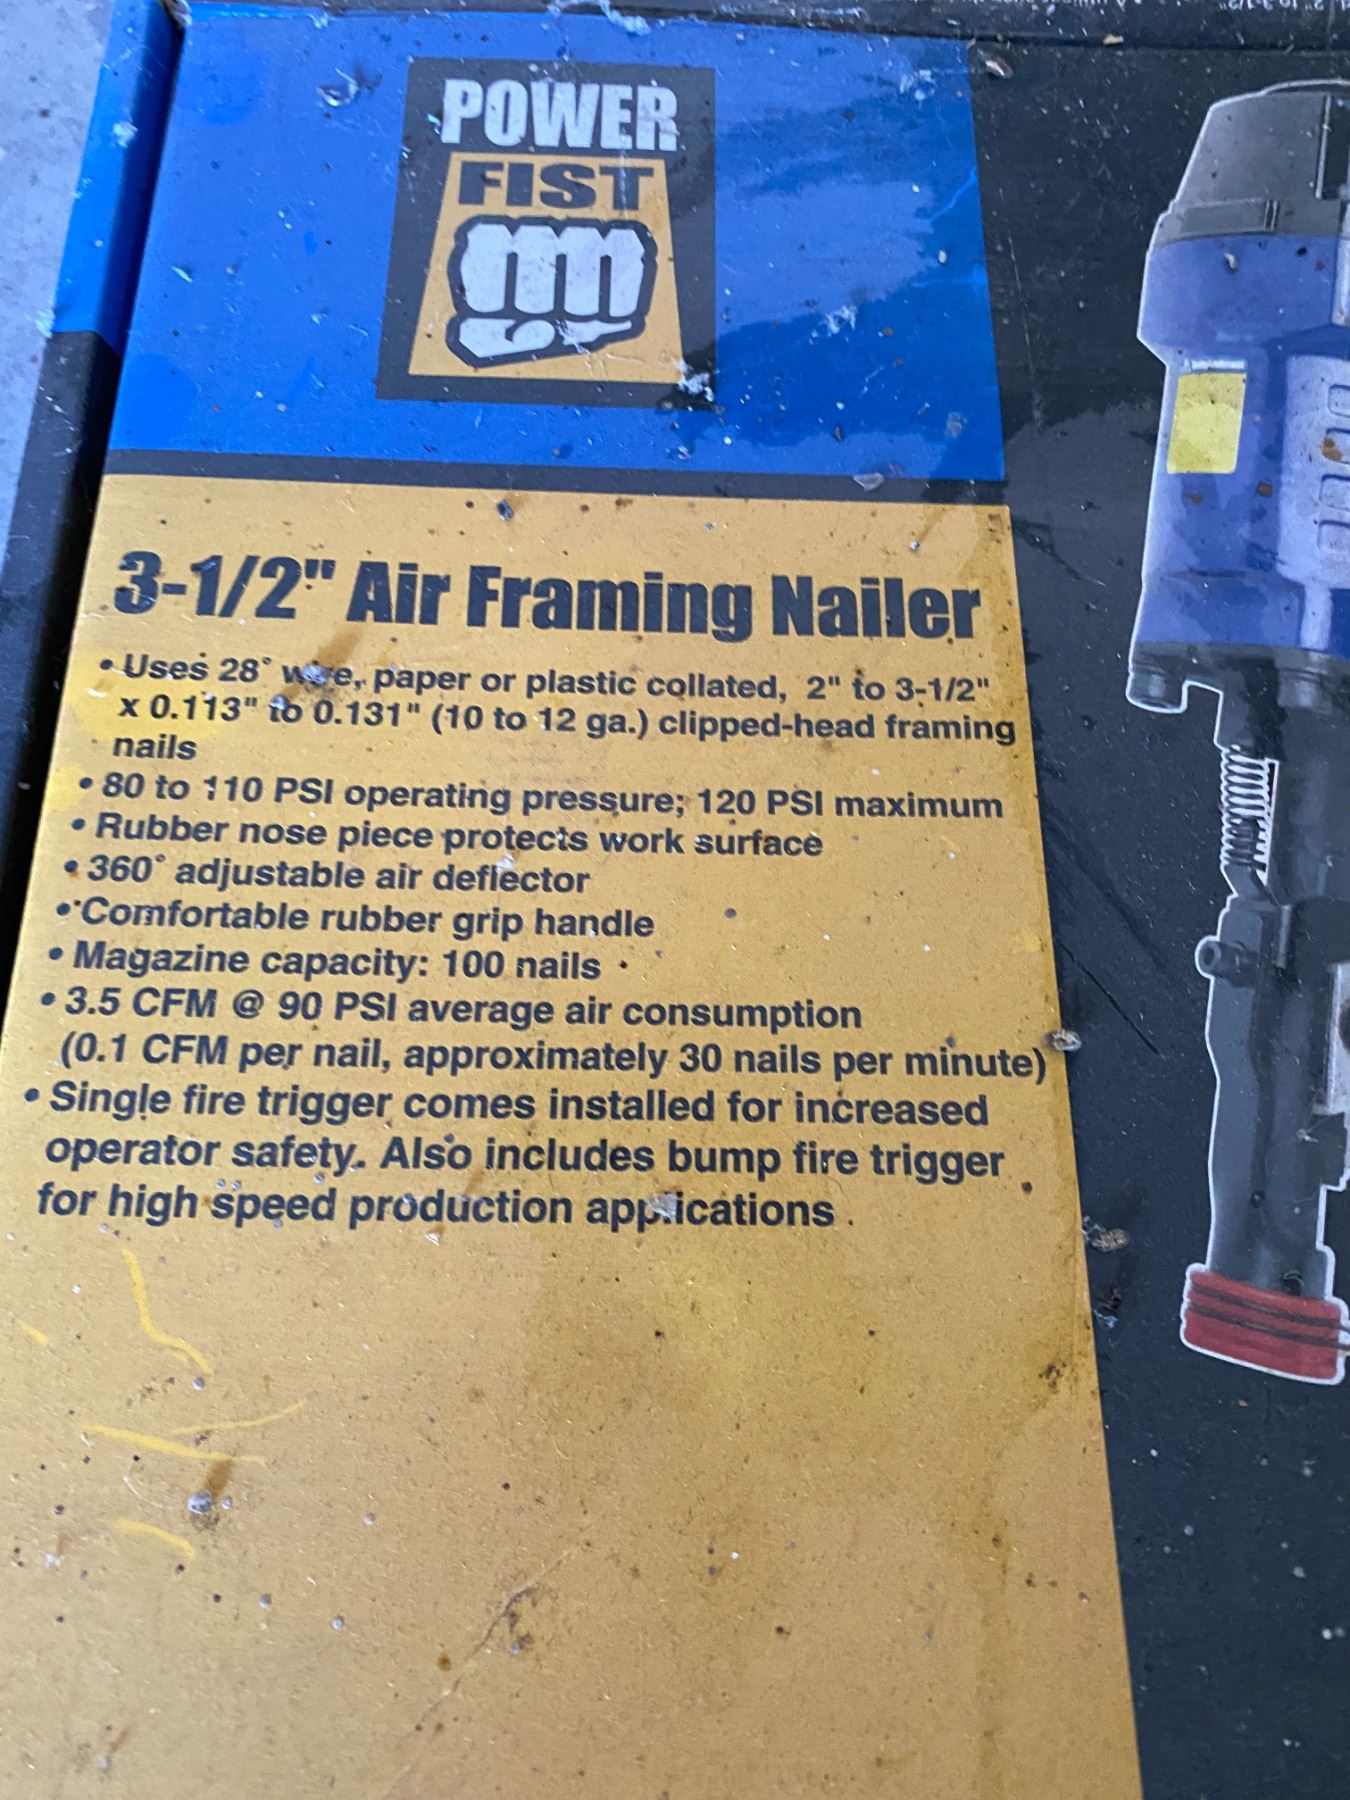 POWER
FIST
3-1/2" Air Framing Nailer
• Uses 28° wire, paper or plastic collated, 2" to 3-1/2"
x 0.113" to 0.131" (10 to 12 ga.) clipped-head framing
nails
• 80 to 110 PSI operating pressure; 120 PSI maximum
• Rubber nose piece protects work surface
• 360° adjustable air deflector
• Comfortable rubber grip handle
• Magazine capacity: 100 nails
• 3.5 CFM @ 90 PSI average air consumption
(0.1 CFM per nail, approximately 30 nails per minute)
• Single fire trigger comes installed for increased
operator safety. Also includes bump fire trigger
for high speed production applications